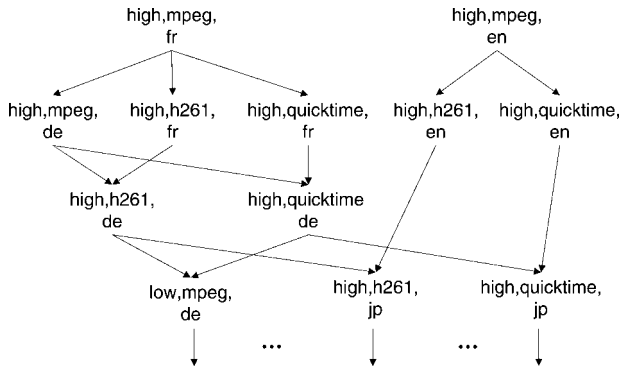 high,mpeg, high,mpeg,
fr en
high,mpeg, high,h261, high,quicktime, high,h261, high,quicktime,
de fr fr en en
high,h261, high,quicktime
de de
low,mpeg, high,h261, high,quicktime,
de jp jp
... ...